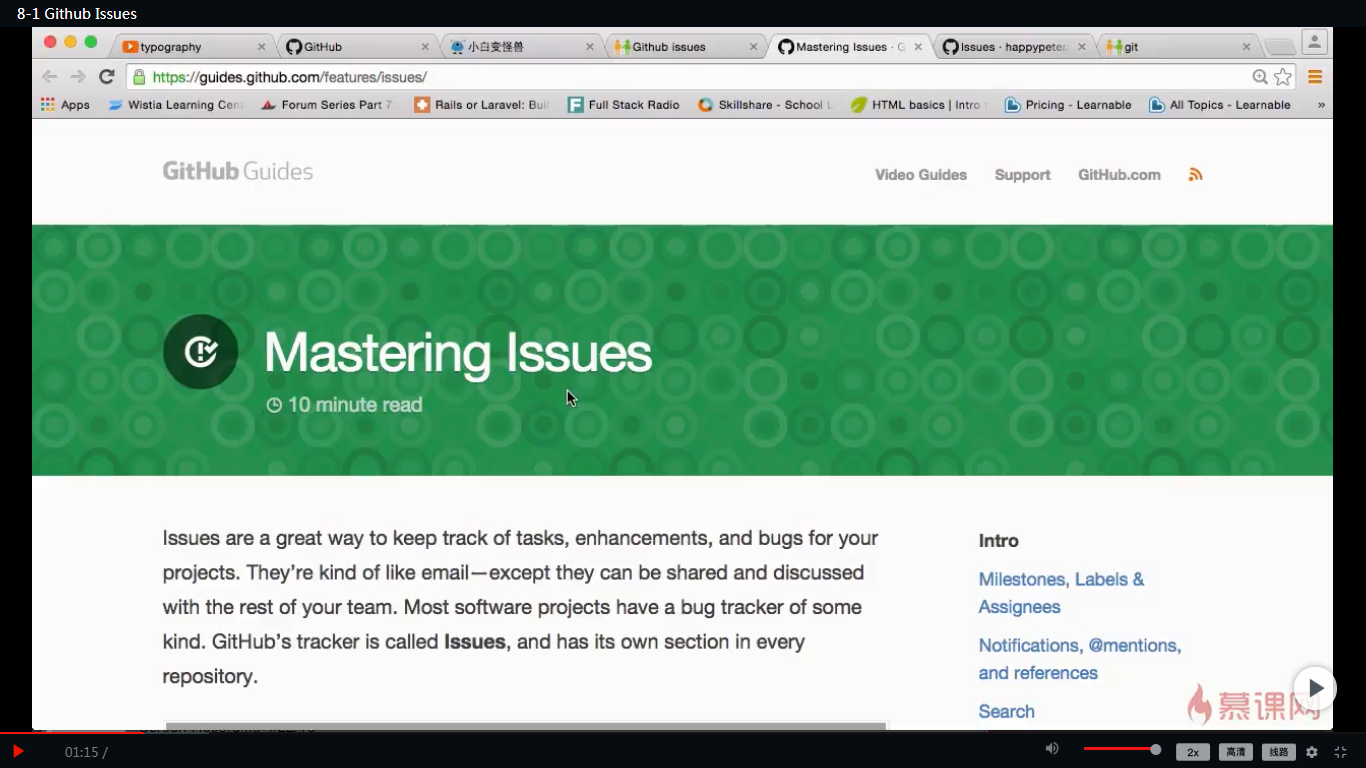 8-1 Github Issues
typography
GitHub
小白变怪兽
Github issues
Mastering Issues · G
Issues · happypeter
git
https://guides.github.com/features/issues/
Apps
Wistia Learning Cent
Forum Series Part 7:
Rails or Laravel: Buil
Full Stack Radio
Skillshare - School L
HTML basics | Intro
Pricing - Learnable
All Topics - Learnable
»
GitHub Guides
Video Guides
Support
GitHub.com
Mastering Issues
10 minute read
Issues are a great way to keep track of tasks, enhancements, and bugs for your
projects. They’re kind of like email—except they can be shared and discussed
with the rest of your team. Most software projects have a bug tracker of some
kind. GitHub’s tracker is called Issues, and has its own section in every
repository.
Intro
Milestones, Labels &
Assignees
Notifications, @mentions,
and references
Search
慕课网
01:15 /
2x
高清
线路